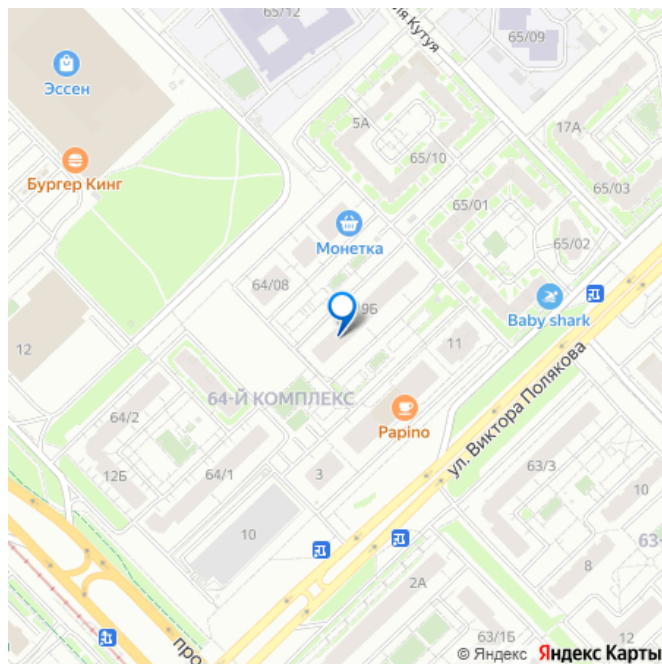 65/12
ля Кутуя
65/09
Эссен
5А
17А
65/10
Бургер Кинг
65/03
65/01
Монетка
65/02
64/08
9Б
Baby shark
12
11
ул. Виктора Полякова
64-Й КОМПЛЕКС
64/2
Papino
12Б
64/1
3
63/3
10
10
63-
8
2А
63/1Б
12
про
© Яндекс Яндекс Карты